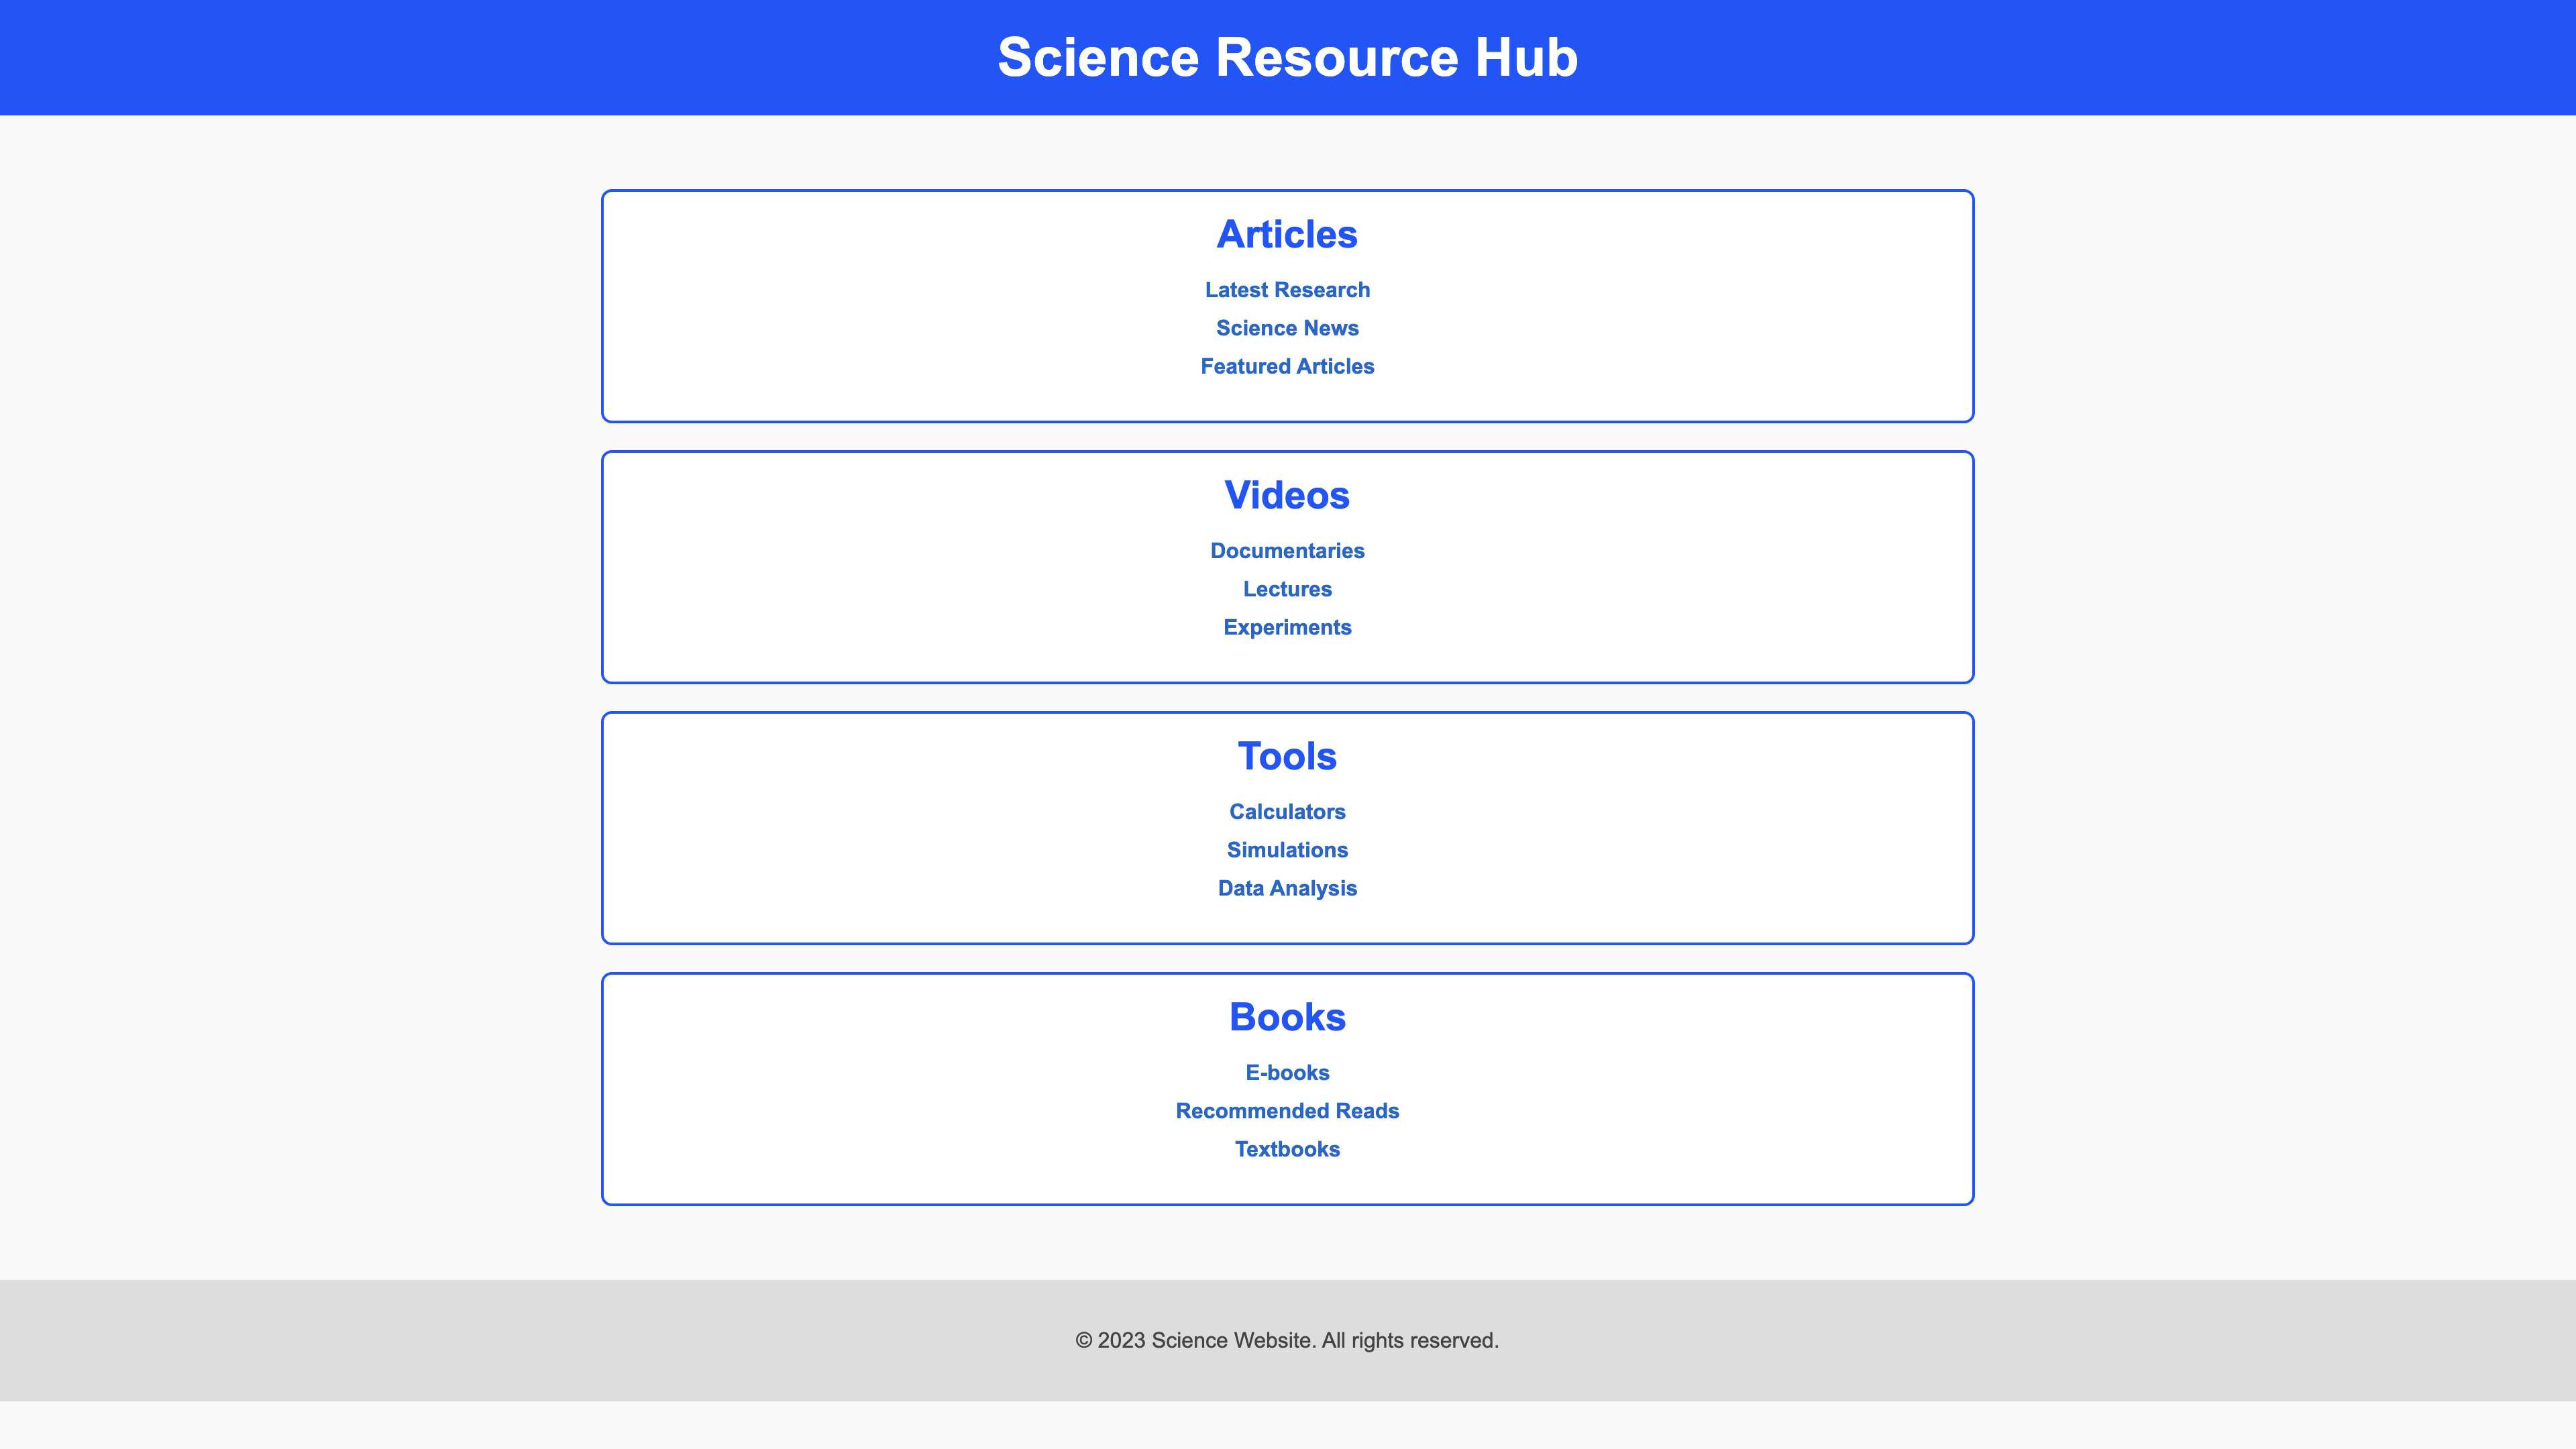 Science Resource Hub
Articles
Latest Research
Science News
Featured Articles
Videos
Documentaries
Lectures
Experiments
Tools
Calculators
Simulations
Data Analysis
Books
E-books
Recommended Reads
Textbooks
© 2023 Science Website. All rights reserved.